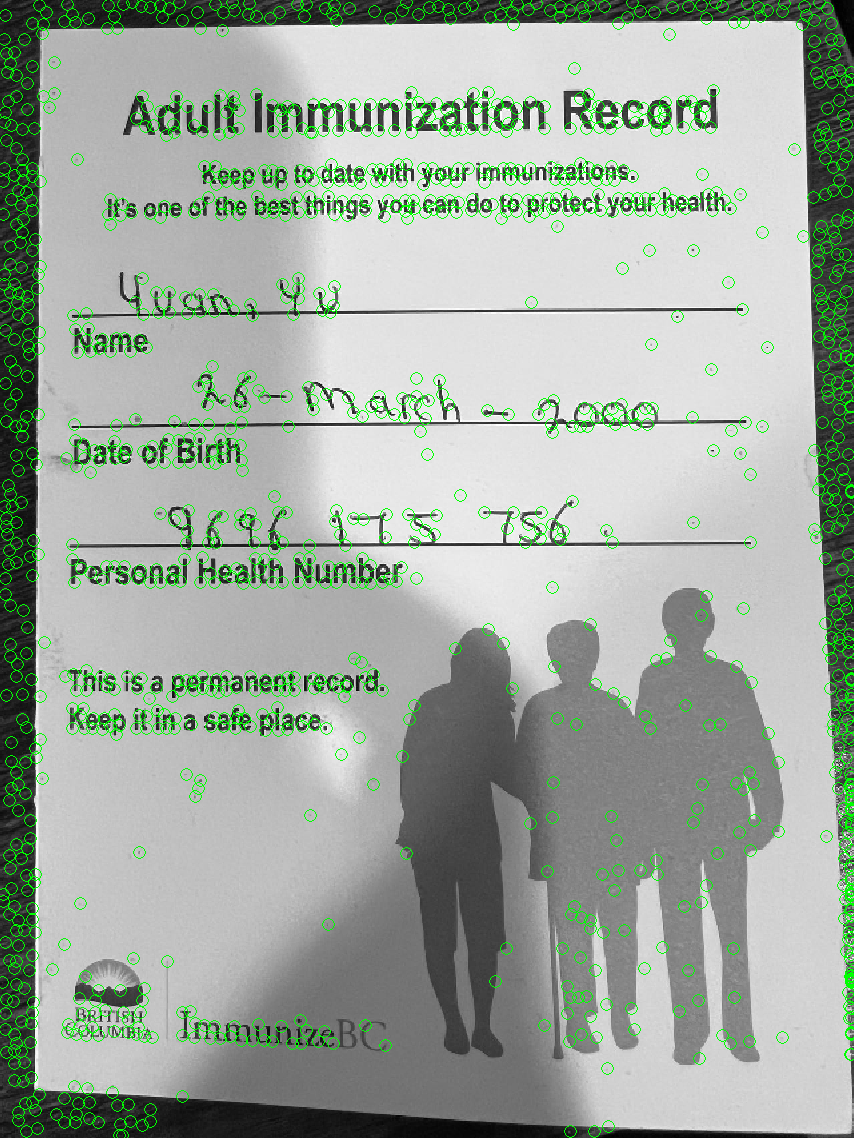 Adult Immunization Record
Keep up to date with your immunizations.
It's one of the best things you can do to protect your health.
Yuan, Yu
Name
26-March-2000
Date of Birth
9696 175 756
Personal Health Number
This is a permanent record.
Keep it in a safe place.
BRITISH
COLUMBIA
ImmunizeBC